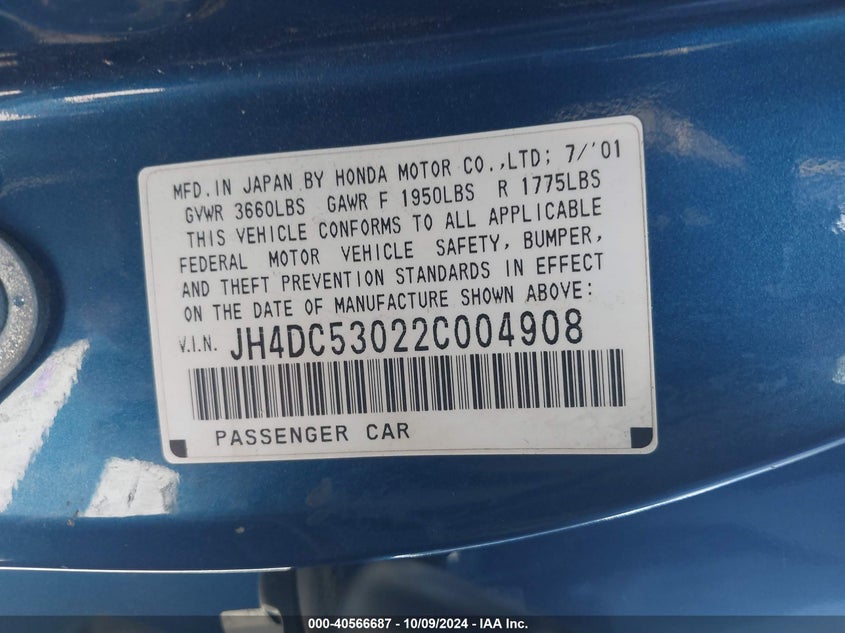 MFD. IN JAPAN BY HONDA MOTOR CO.,LTD; 7/'01
GVWR 3660LBS GAWR F 1950LBS R 1775LBS
THIS VEHICLE CONFORMS TO ALL APPLICABLE
FEDERAL MOTOR VEHICLE SAFETY, BUMPER,
AND THEFT PREVENTION STANDARDS IN EFFECT
ON THE DATE OF MANUFACTURE SHOWN ABOVE:
V.I.N. JH4DC53022C004908
PASSENGER CAR
000-40566687 - 10/09/2024 - IAA Inc.